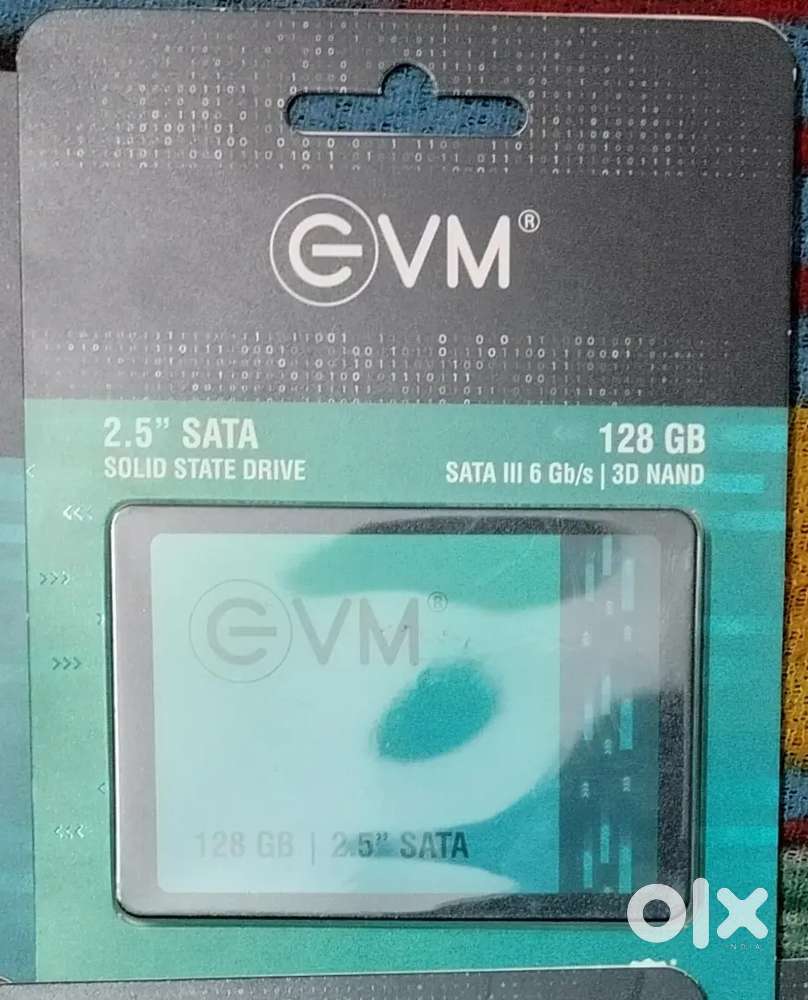 EVM®
2.5” SATA
SOLID STATE DRIVE
128 GB
SATA III 6 Gb/s | 3D NAND
EVM®
128 GB | 2.5” SATA
olx
INDIA